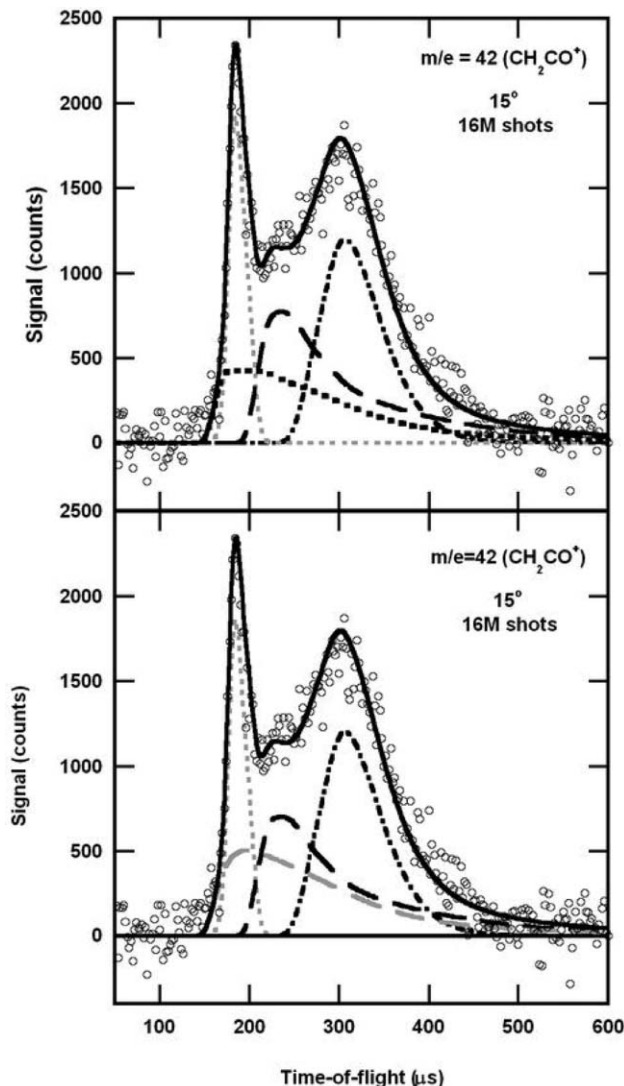 2500
m/e = 42 (CH₂CO⁺)
15°
2000
16M shots
1500
1000
500
0
Signal (counts)
2500
m/e=42 (CH₂CO⁺)
15°
2000
16M shots
1500
1000
500
0
Signal (counts)
100 200 300 400 500 600
Time-of-flight (μs)